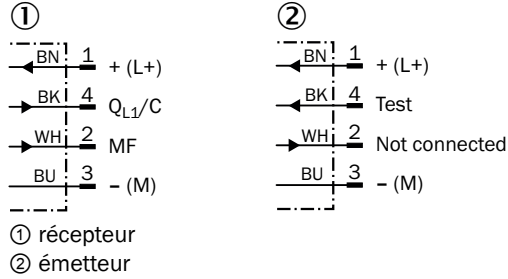 ① ②
BN 1 + (L+)
BK 4 Q_L1/C
WH 2 MF
BU 3 – (M)
BN 1 + (L+)
BK 4 Test
WH 2 Not connected
BU 3 – (M)
① récepteur
② émetteur